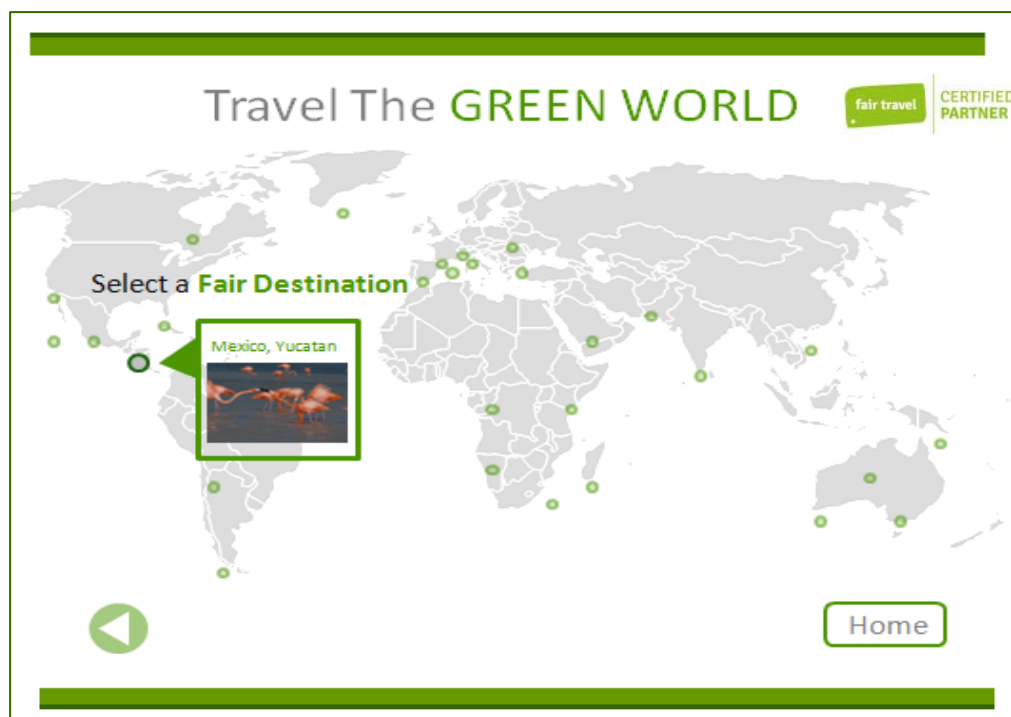 Travel The GREEN WORLD
fair travel
CERTIFIED
PARTNER
Select a Fair Destination
Mexico, Yucatan
Home